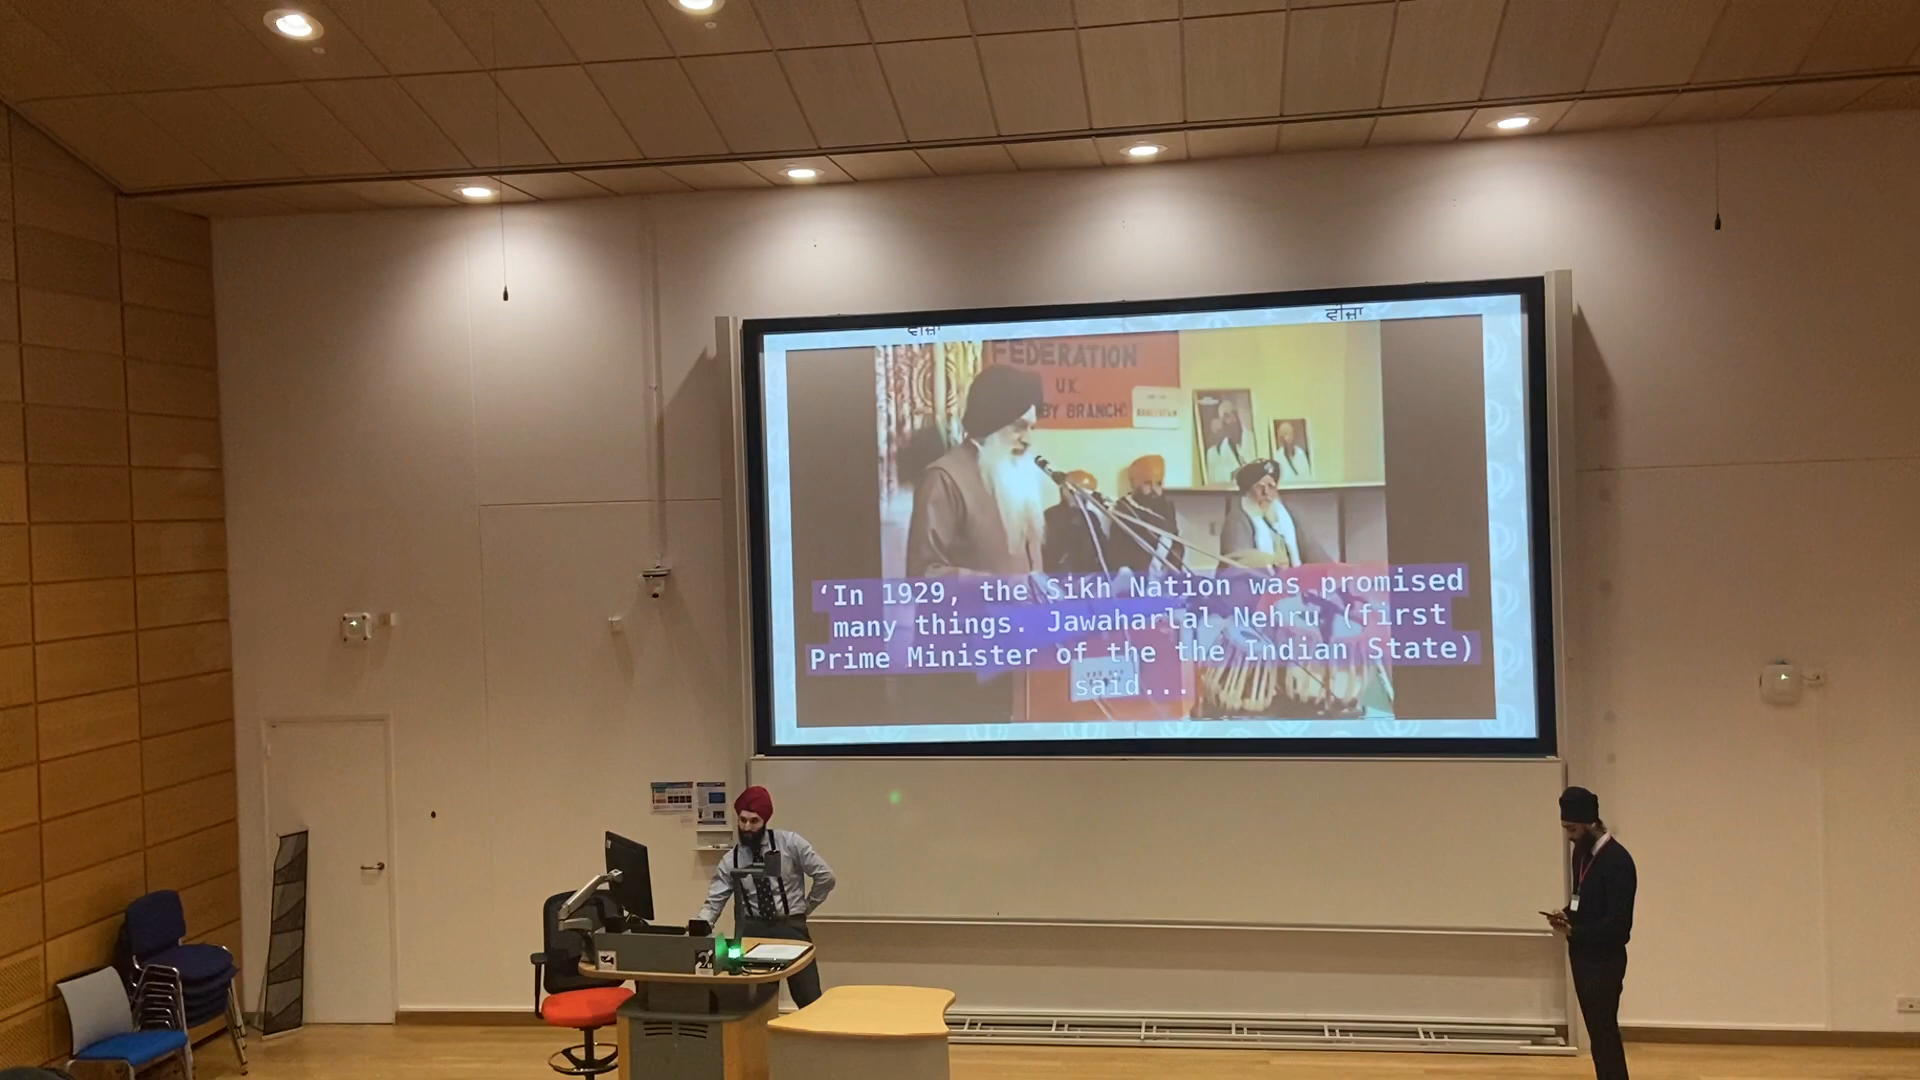 ਵੀਜ਼ਾ
ਵੀਜ਼ਾ
FEDERATION
U.K.
BY BRANCH
‘In 1929, the Sikh Nation was promised
many things. Jawaharlal Nehru (first
Prime Minister of the the Indian State)
said...